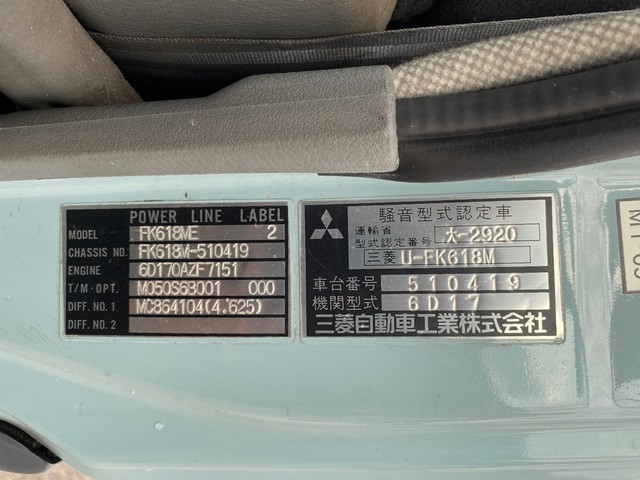 POWER LINE LABEL
MODEL FK618ME 2
CHASSIS NO. FK618M-510419
ENGINE 6D170AZF7151
T/M·OPT. M050S6B001 000
DIFF. NO. 1 MC864104(4.625)
DIFF. NO. 2
騒音型式認定車
運輸省
型式認定番号 大-2920
三菱 U-FK618M
車台番号 510419
機関型式 6D17
三菱自動車工業株式会社